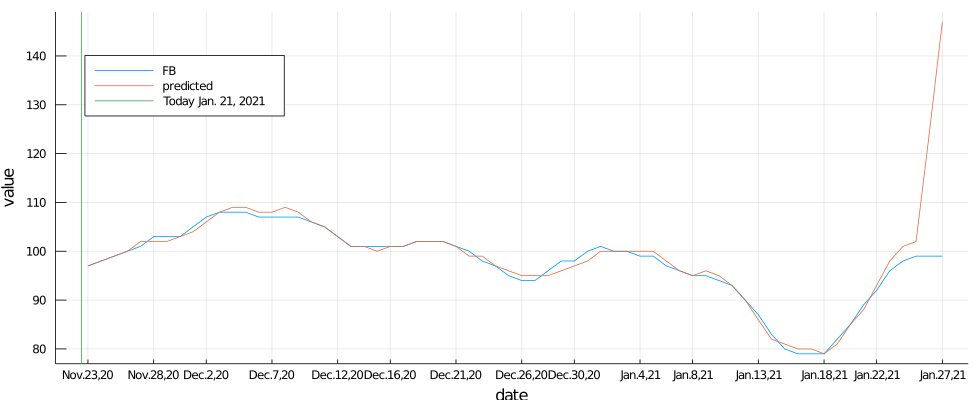 140
130
120
110
100
90
80
value
FB
predicted
Today Jan. 21, 2021
Nov.23,20 Nov.28,20 Dec.2,20 Dec.7,20 Dec.12,20 Dec.16,20 Dec.21,20 Dec.26,20 Dec.30,20 Jan.4,21 Jan.8,21 Jan.13,21 Jan.18,21 Jan.22,21 Jan.27,21
date